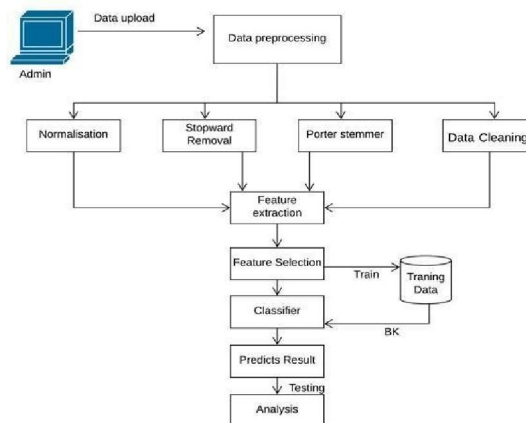 Data upload
Data preprocessing
Admin
Normalisation
Stopward
Removal
Porter stemmer
Data Cleaning
Feature
extraction
Feature Selection
Train
Traning
Data
Classifier
BK
Predicts Result
Testing
Analysis